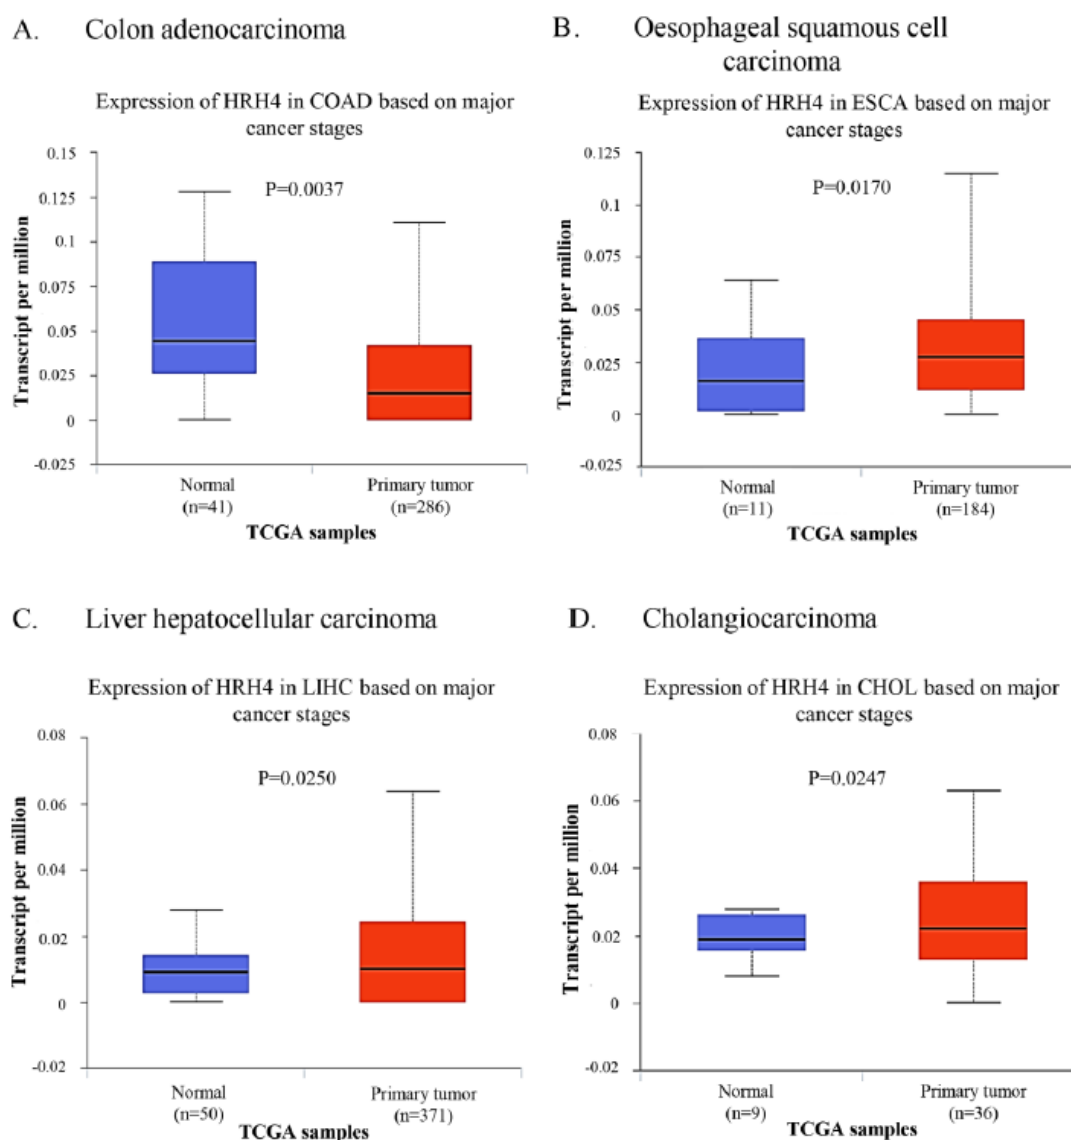 A. Colon adenocarcinoma
Expression of HRH4 in COAD based on major
cancer stages
P=0.0037
Transcript per million
0.15
0.125
0.1
0.075
0.05
0.025
0
-0.025
Normal
(n=41)
Primary tumor
(n=286)
TCGA samples
B. Oesophageal squamous cell
carcinoma
Expression of HRH4 in ESCA based on major
cancer stages
P=0.0170
Transcript per million
0.125
0.1
0.075
0.05
0.025
0
-0.025
Normal
(n=11)
Primary tumor
(n=184)
TCGA samples
C. Liver hepatocellular carcinoma
Expression of HRH4 in LIHC based on major
cancer stages
P=0.0250
Transcript per million
0.08
0.06
0.04
0.02
0
-0.02
Normal
(n=50)
Primary tumor
(n=371)
TCGA samples
D. Cholangiocarcinoma
Expression of HRH4 in CHOL based on major
cancer stages
P=0.0247
Transcript per million
0.08
0.06
0.04
0.02
0
-0.02
Normal
(n=9)
Primary tumor
(n=36)
TCGA samples